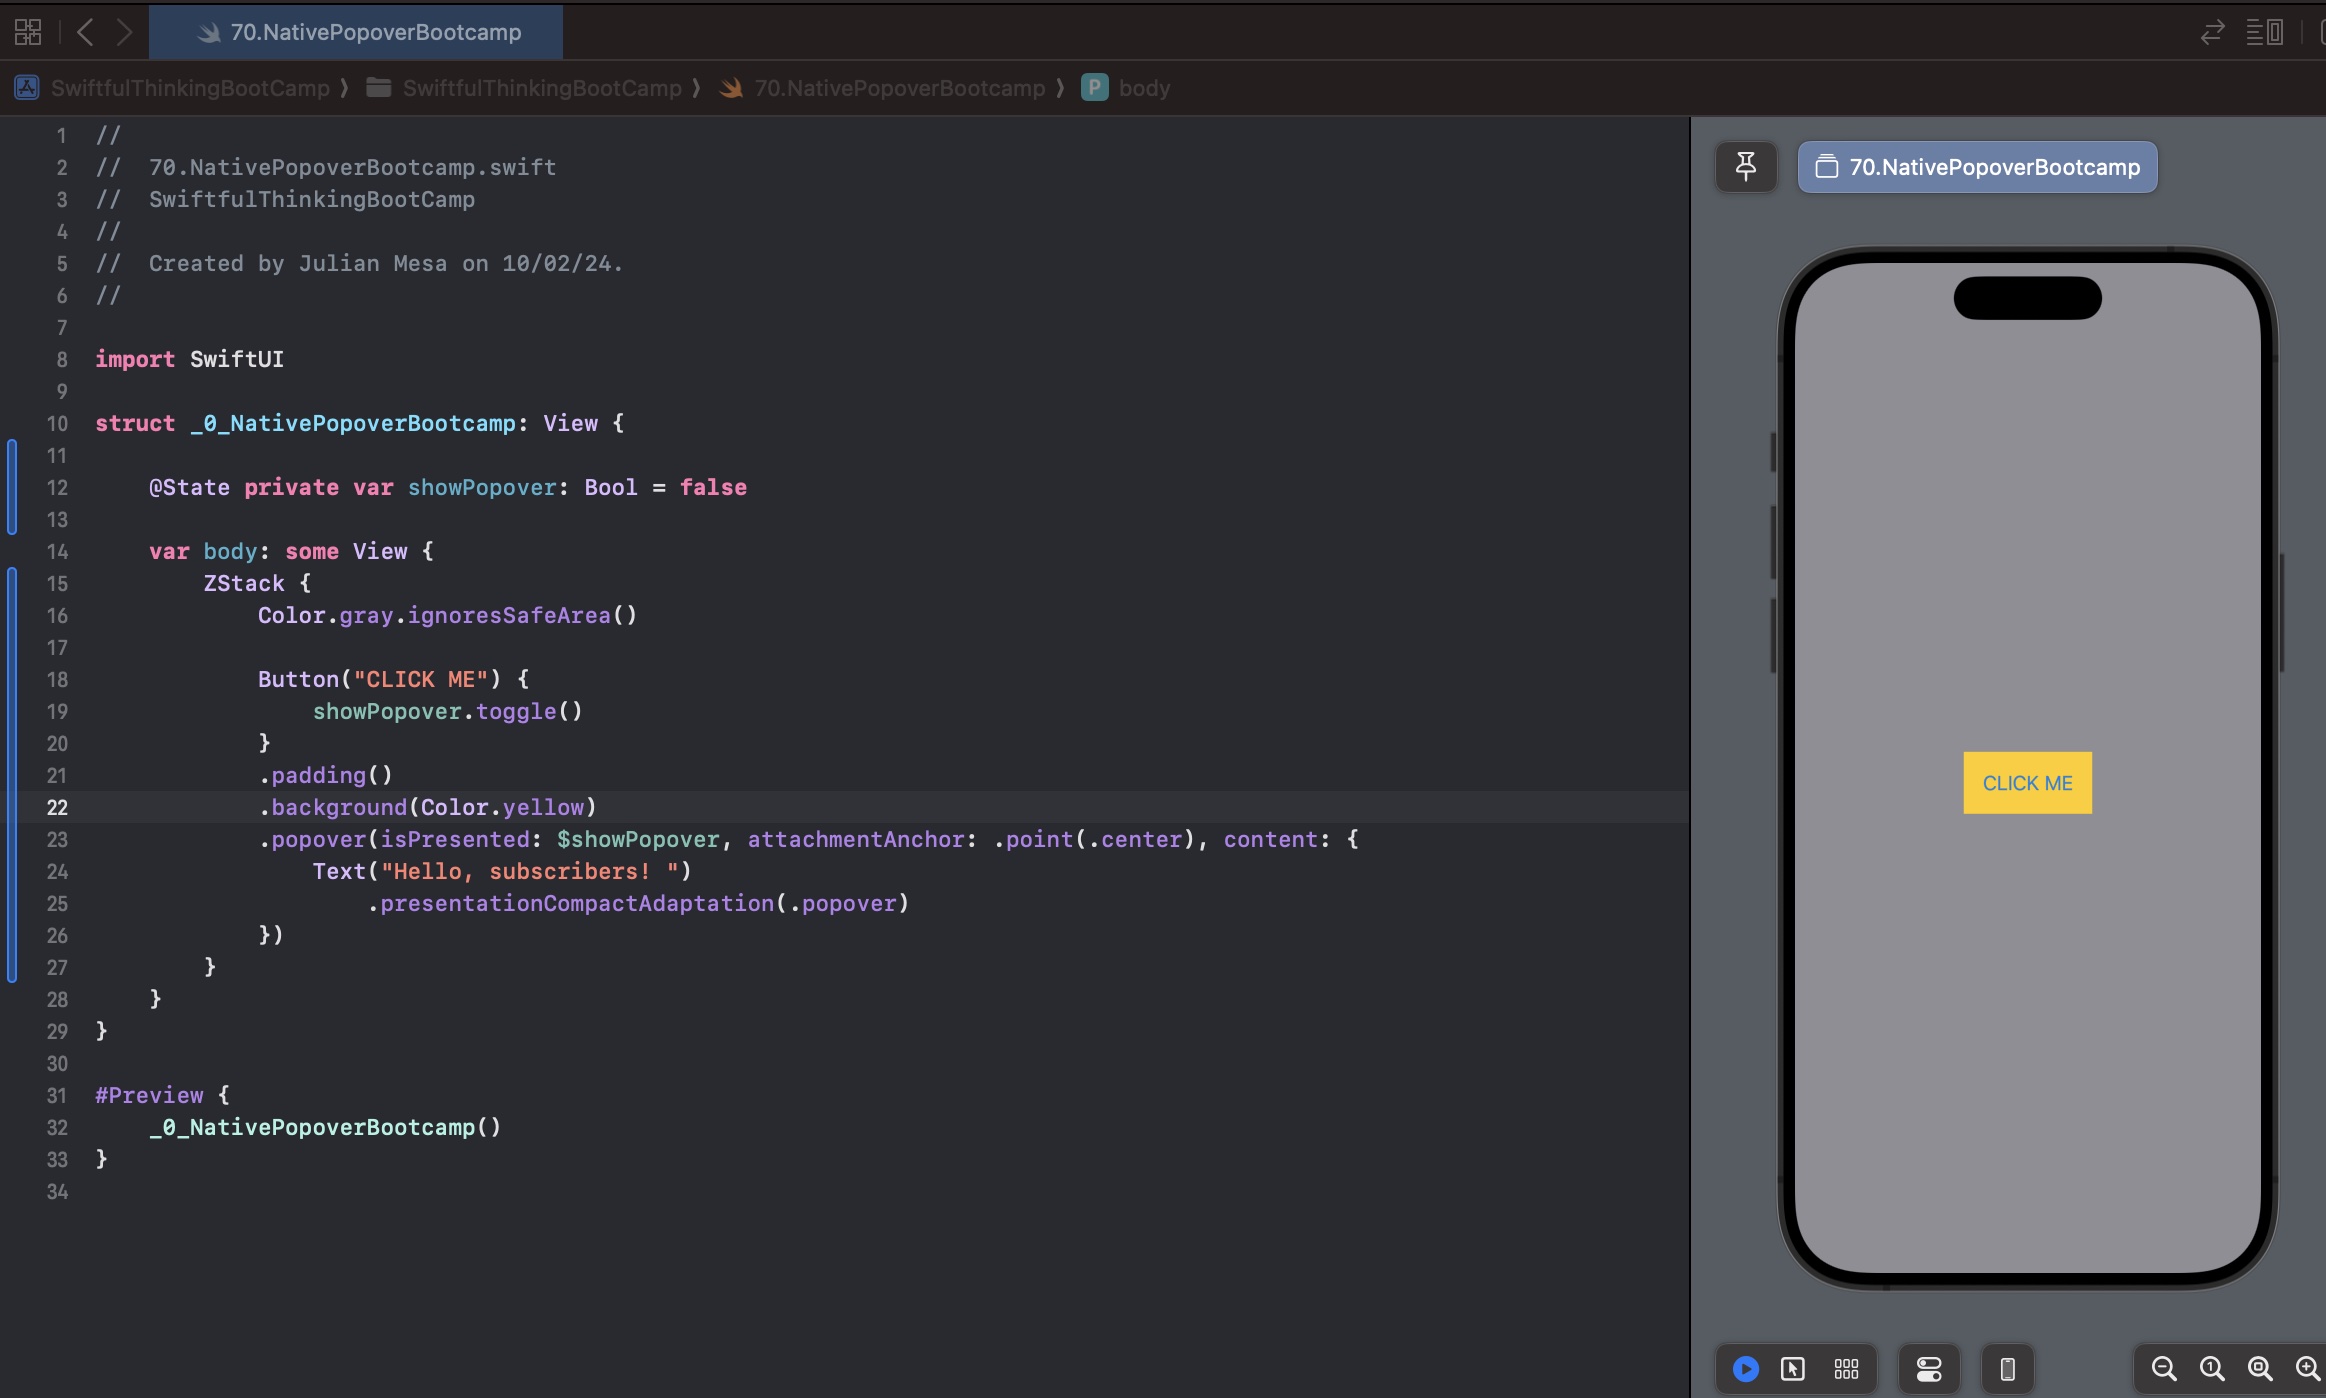 70.NativePopoverBootcamp
SwiftfulThinkingBootCamp ⟩ SwiftfulThinkingBootCamp ⟩ 70.NativePopoverBootcamp ⟩ P body
1 //
2 //  70.NativePopoverBootcamp.swift
3 //  SwiftfulThinkingBootCamp
4 //
5 //  Created by Julian Mesa on 10/02/24.
6 //
7
8 import SwiftUI
9
10 struct _0_NativePopoverBootcamp: View {
11
12     @State private var showPopover: Bool = false
13
14     var body: some View {
15         ZStack {
16             Color.gray.ignoresSafeArea()
17
18             Button("CLICK ME") {
19                 showPopover.toggle()
20             }
21             .padding()
22             .background(Color.yellow)
23             .popover(isPresented: $showPopover, attachmentAnchor: .point(.center), content: {
24                 Text("Hello, subscribers! ")
25                     .presentationCompactAdaptation(.popover)
26             })
27         }
28     }
29 }
30
31 #Preview {
32     _0_NativePopoverBootcamp()
33 }
34
70.NativePopoverBootcamp
CLICK ME